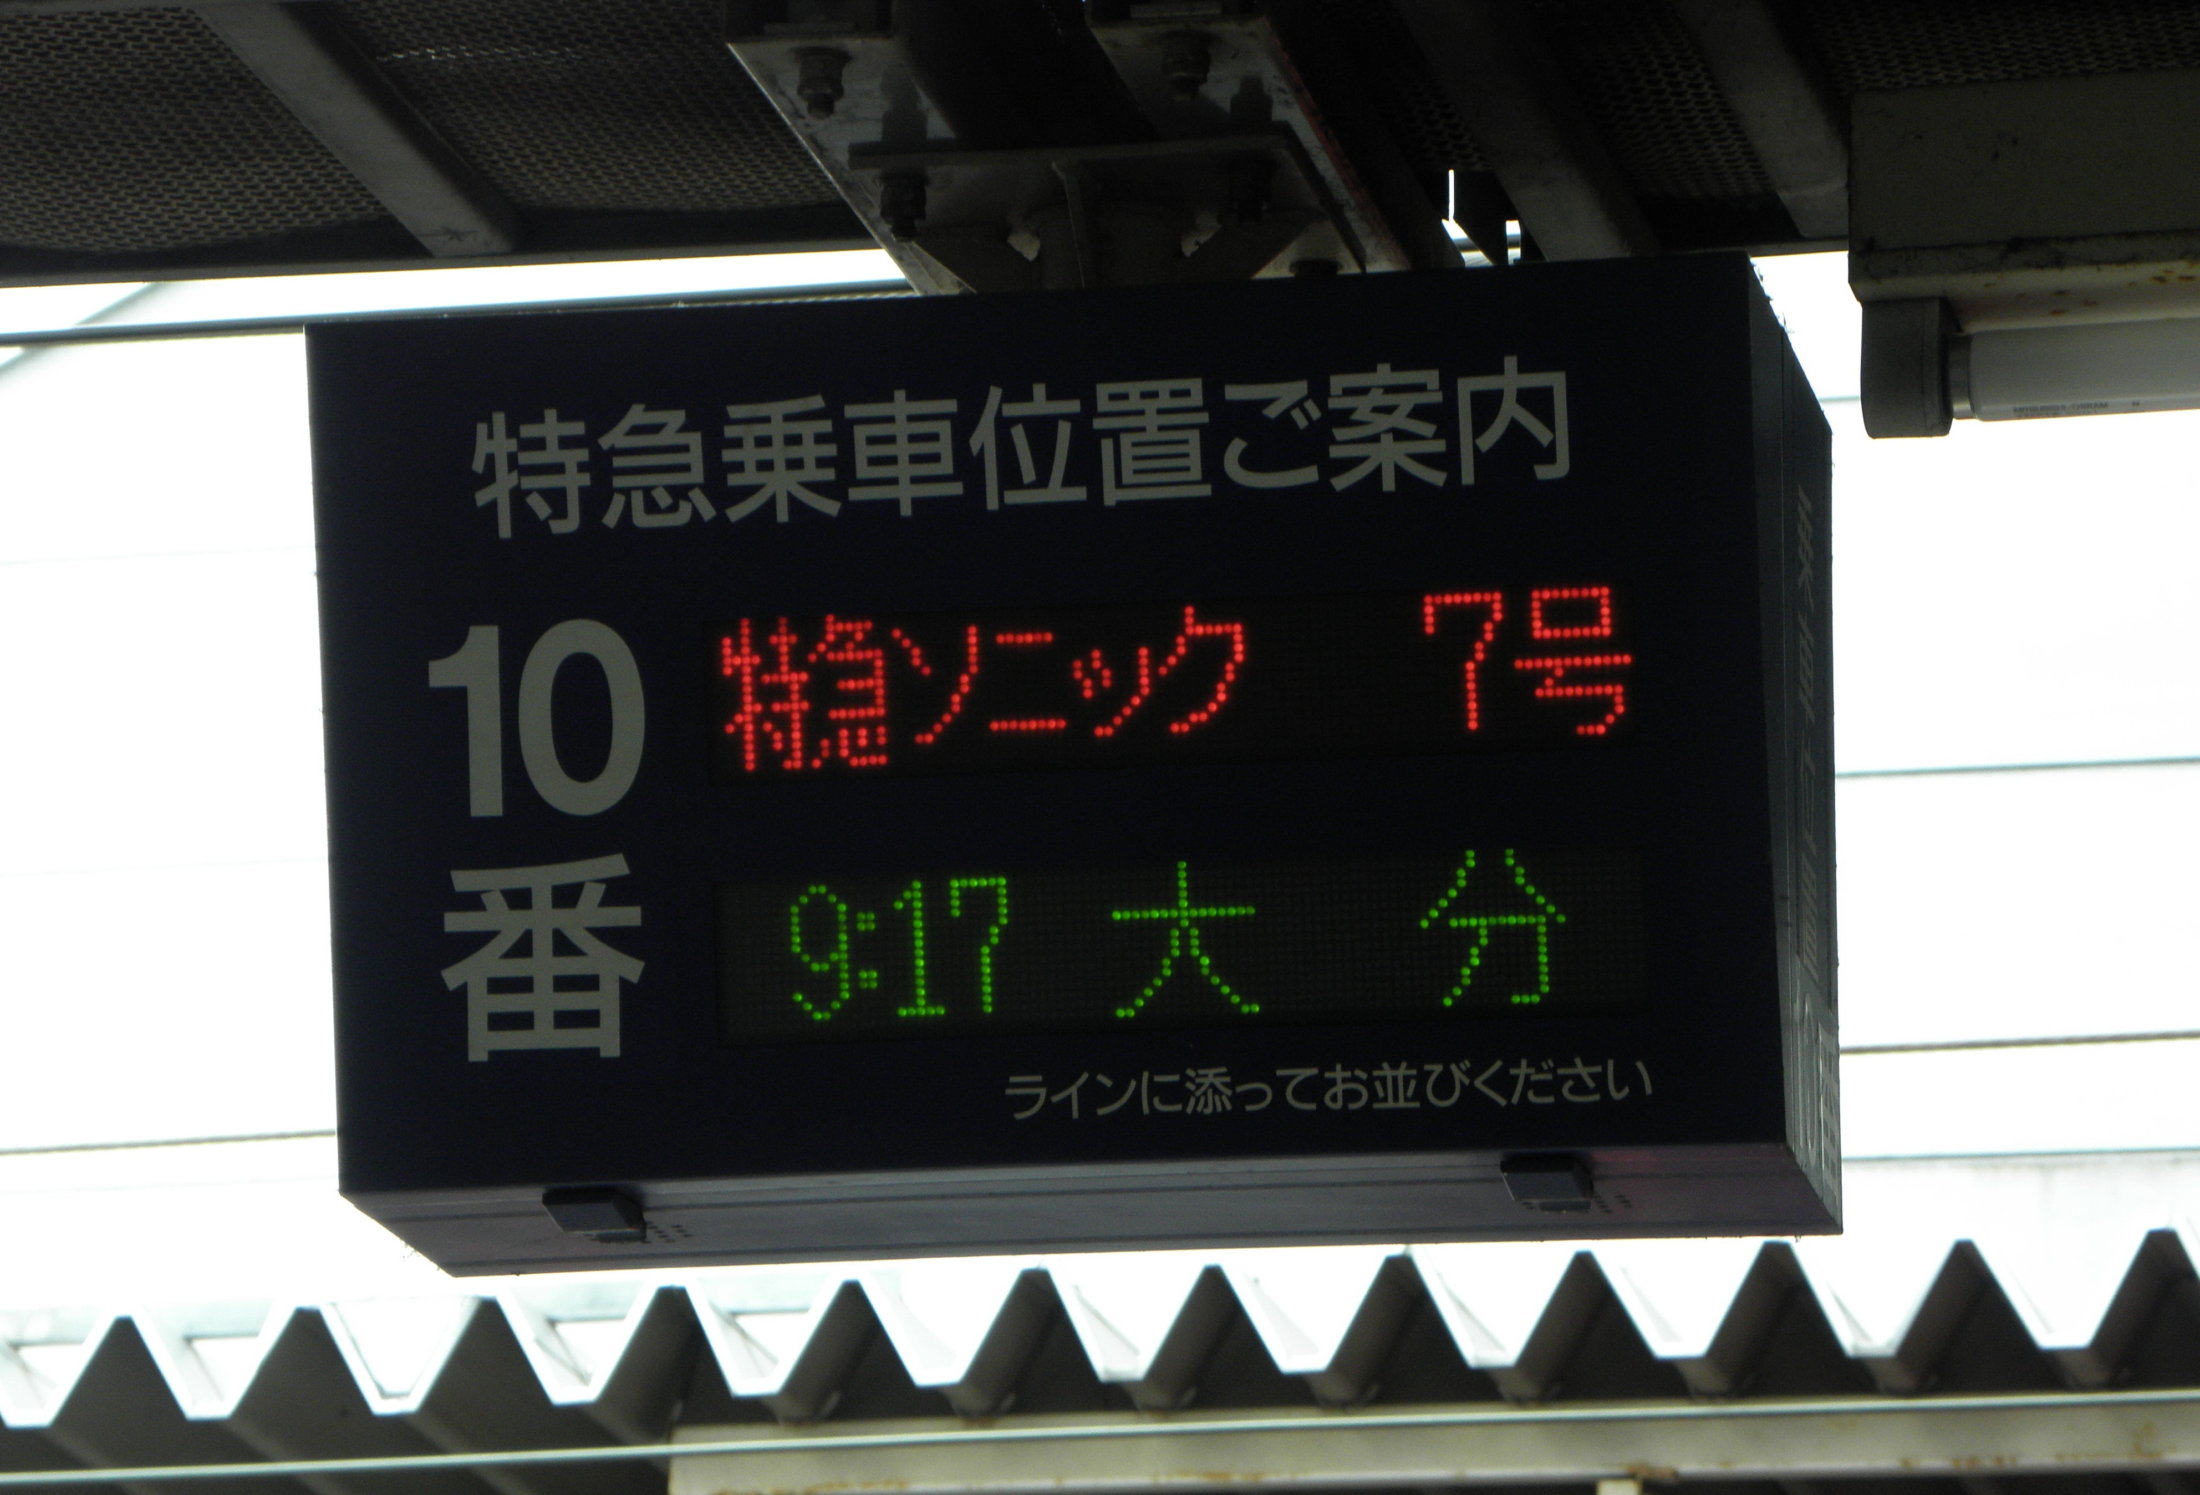 特急乗車位置ご案内
10
番
特急ソニック 7号
9:17 大 分
ラインに添ってお並びください